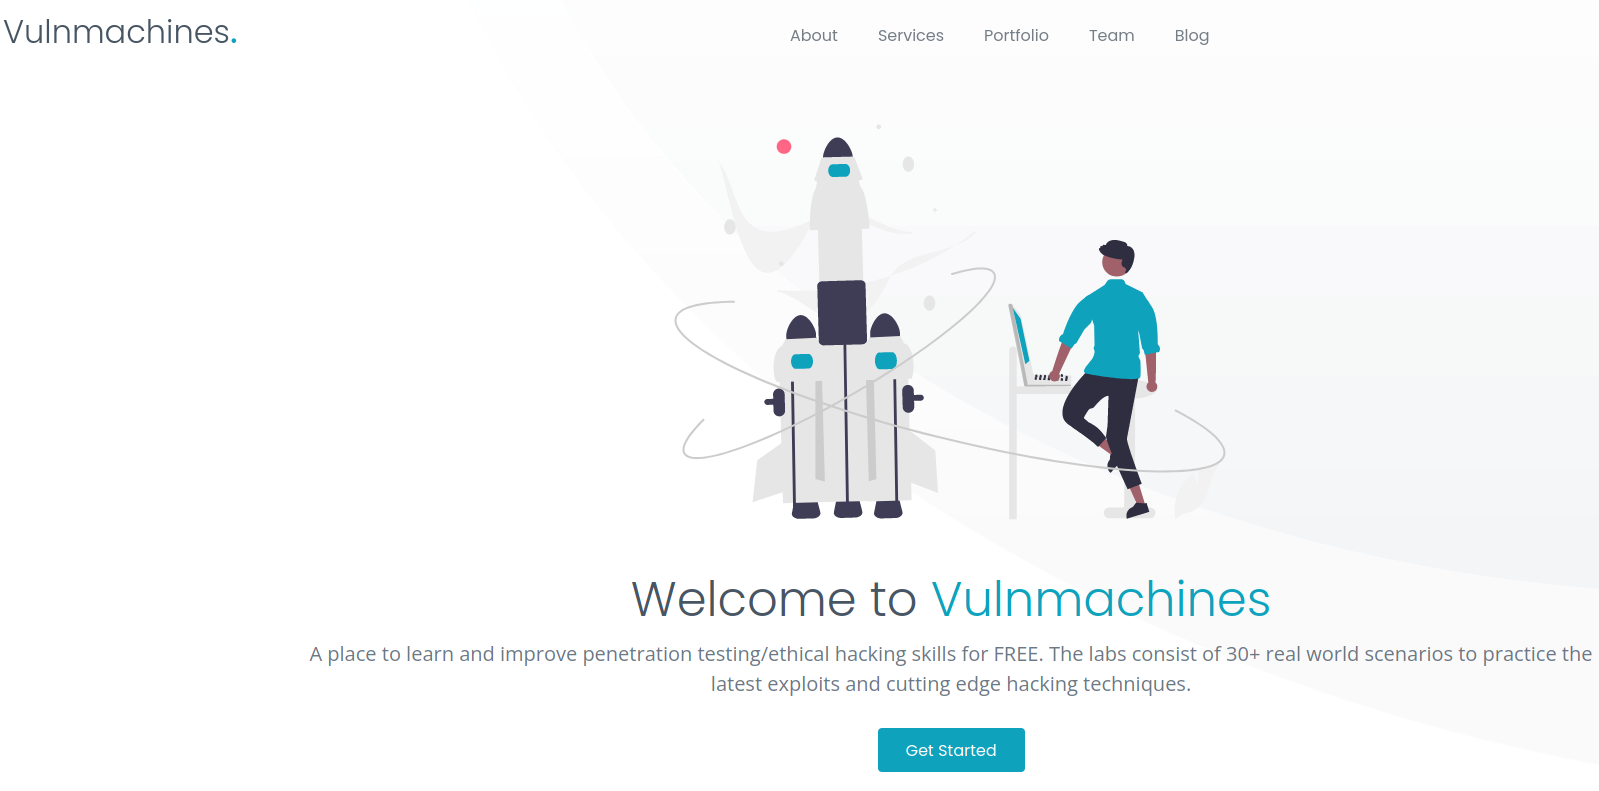 Vulnmachines.
About Services Portfolio Team Blog
Welcome to Vulnmachines
A place to learn and improve penetration testing/ethical hacking skills for FREE. The labs consist of 30+ real world scenarios to practice the
latest exploits and cutting edge hacking techniques.
Get Started